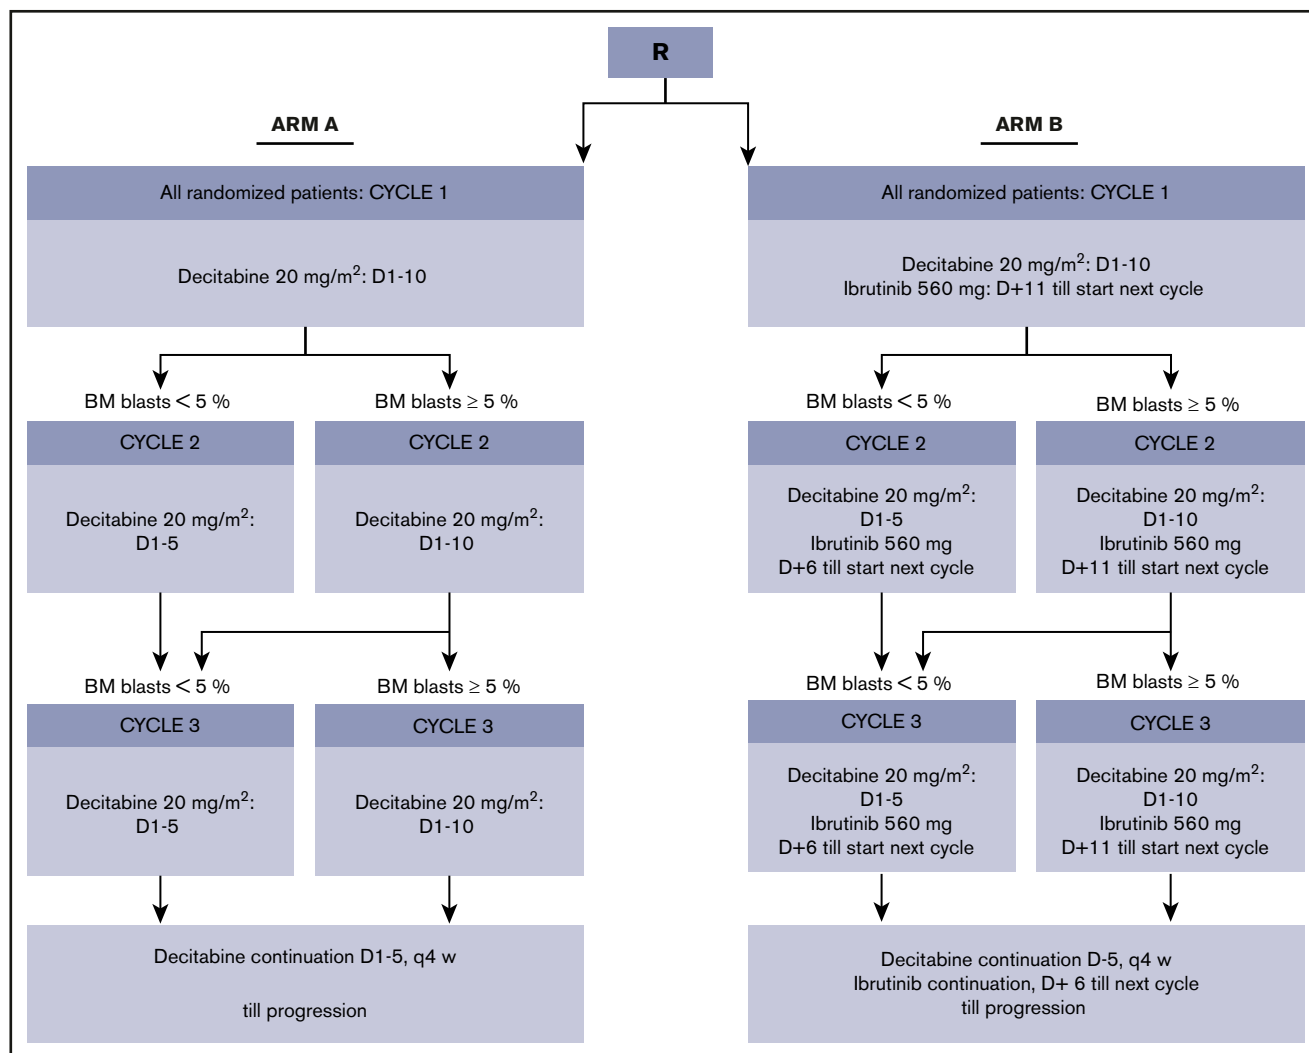 R
ARM A
All randomized patients: CYCLE 1
Decitabine 20 mg/m²: D1-10
BM blasts < 5 %
BM blasts ≥ 5 %
CYCLE 2
Decitabine 20 mg/m²:
D1-5
CYCLE 2
Decitabine 20 mg/m²:
D1-10
BM blasts < 5 %
BM blasts ≥ 5 %
CYCLE 3
Decitabine 20 mg/m²:
D1-5
CYCLE 3
Decitabine 20 mg/m²:
D1-10
Decitabine continuation D1-5, q4 w
till progression
ARM B
All randomized patients: CYCLE 1
Decitabine 20 mg/m²: D1-10
Ibrutinib 560 mg: D+11 till start next cycle
BM blasts < 5 %
BM blasts ≥ 5 %
CYCLE 2
Decitabine 20 mg/m²:
D1-5
Ibrutinib 560 mg
D+6 till start next cycle
CYCLE 2
Decitabine 20 mg/m²:
D1-10
Ibrutinib 560 mg
D+11 till start next cycle
BM blasts < 5 %
BM blasts ≥ 5 %
CYCLE 3
Decitabine 20 mg/m²:
D1-5
Ibrutinib 560 mg
D+6 till start next cycle
CYCLE 3
Decitabine 20 mg/m²:
D1-10
Ibrutinib 560 mg
D+11 till start next cycle
Decitabine continuation D-5, q4 w
Ibrutinib continuation, D+ 6 till next cycle
till progression